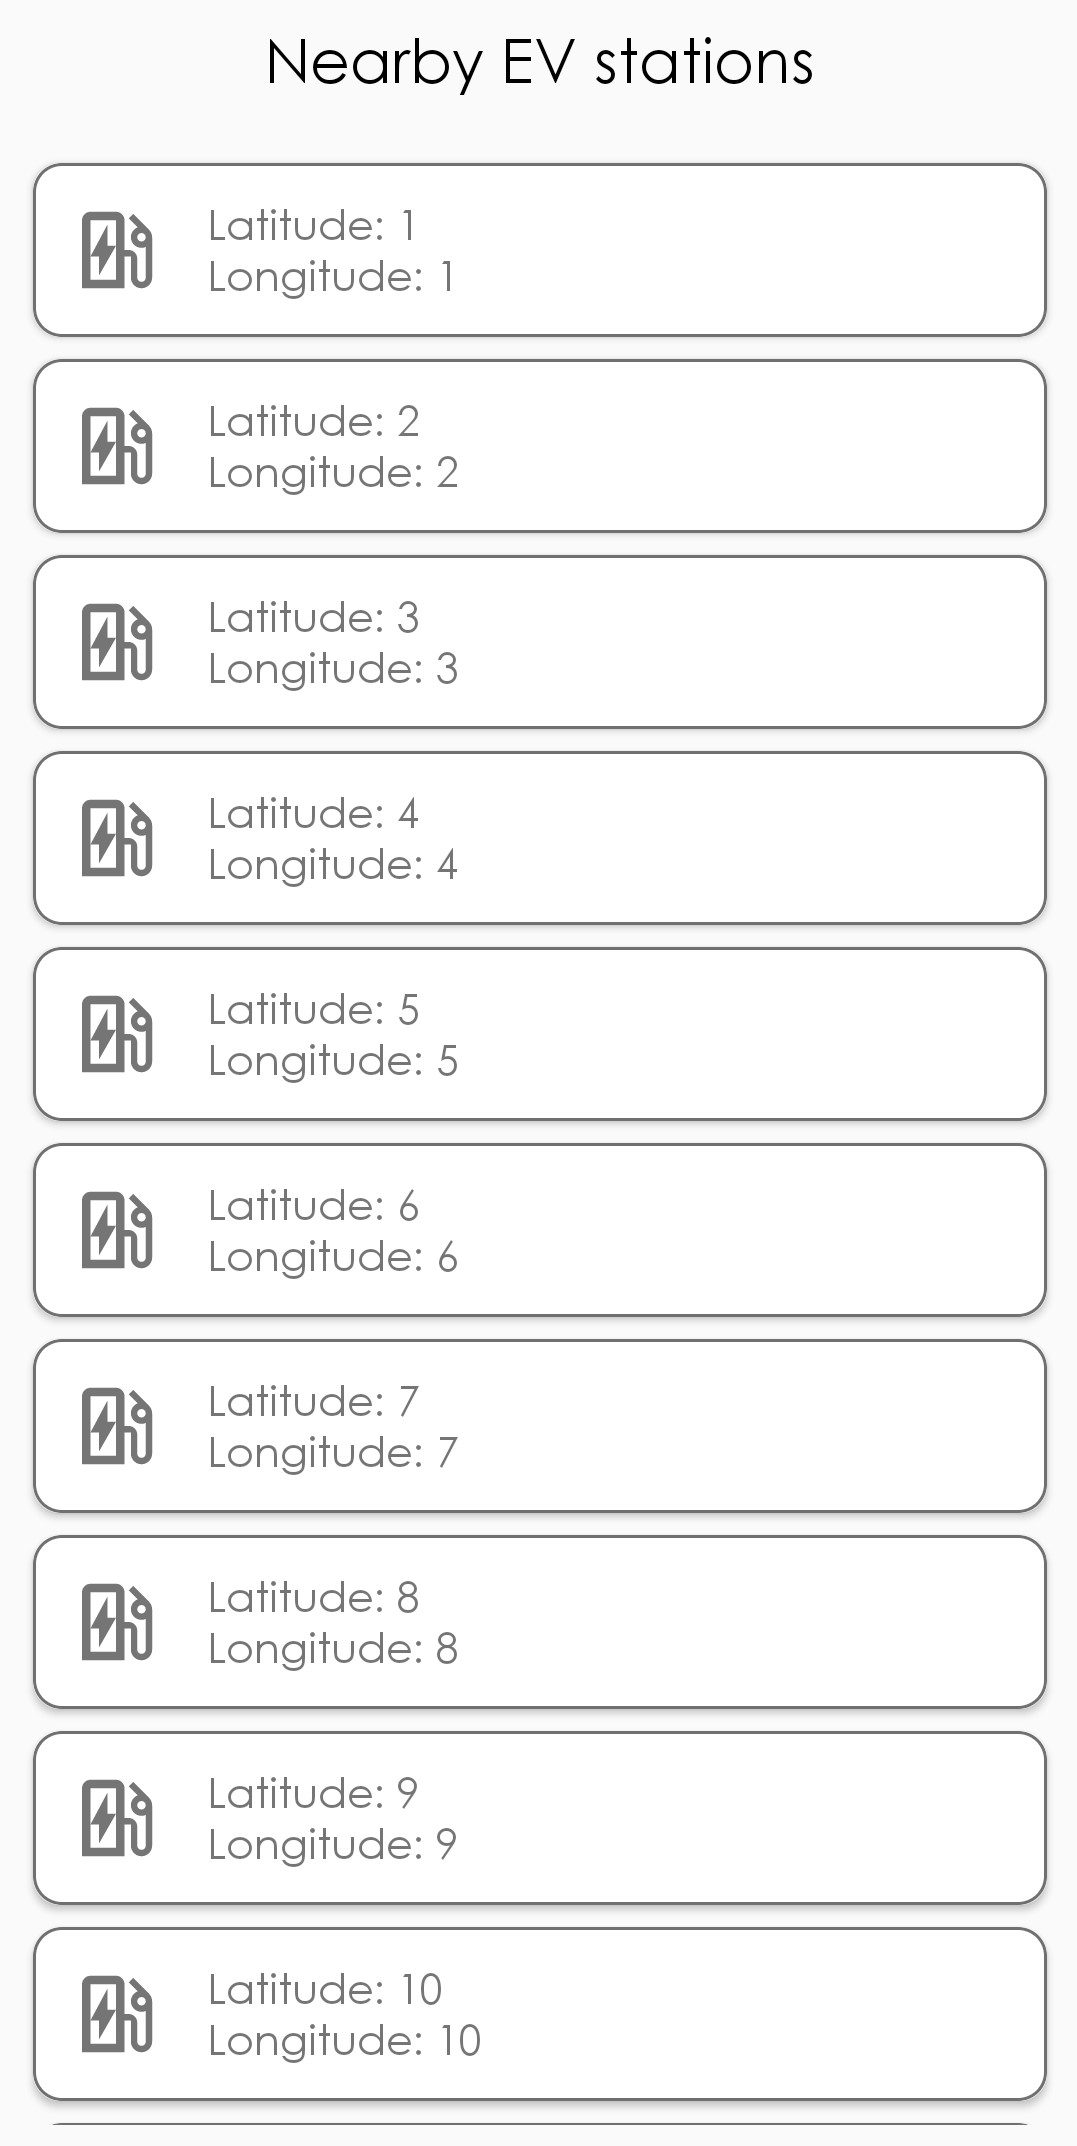 Nearby EV stations
Latitude: 1
Longitude: 1
Latitude: 2
Longitude: 2
Latitude: 3
Longitude: 3
Latitude: 4
Longitude: 4
Latitude: 5
Longitude: 5
Latitude: 6
Longitude: 6
Latitude: 7
Longitude: 7
Latitude: 8
Longitude: 8
Latitude: 9
Longitude: 9
Latitude: 10
Longitude: 10